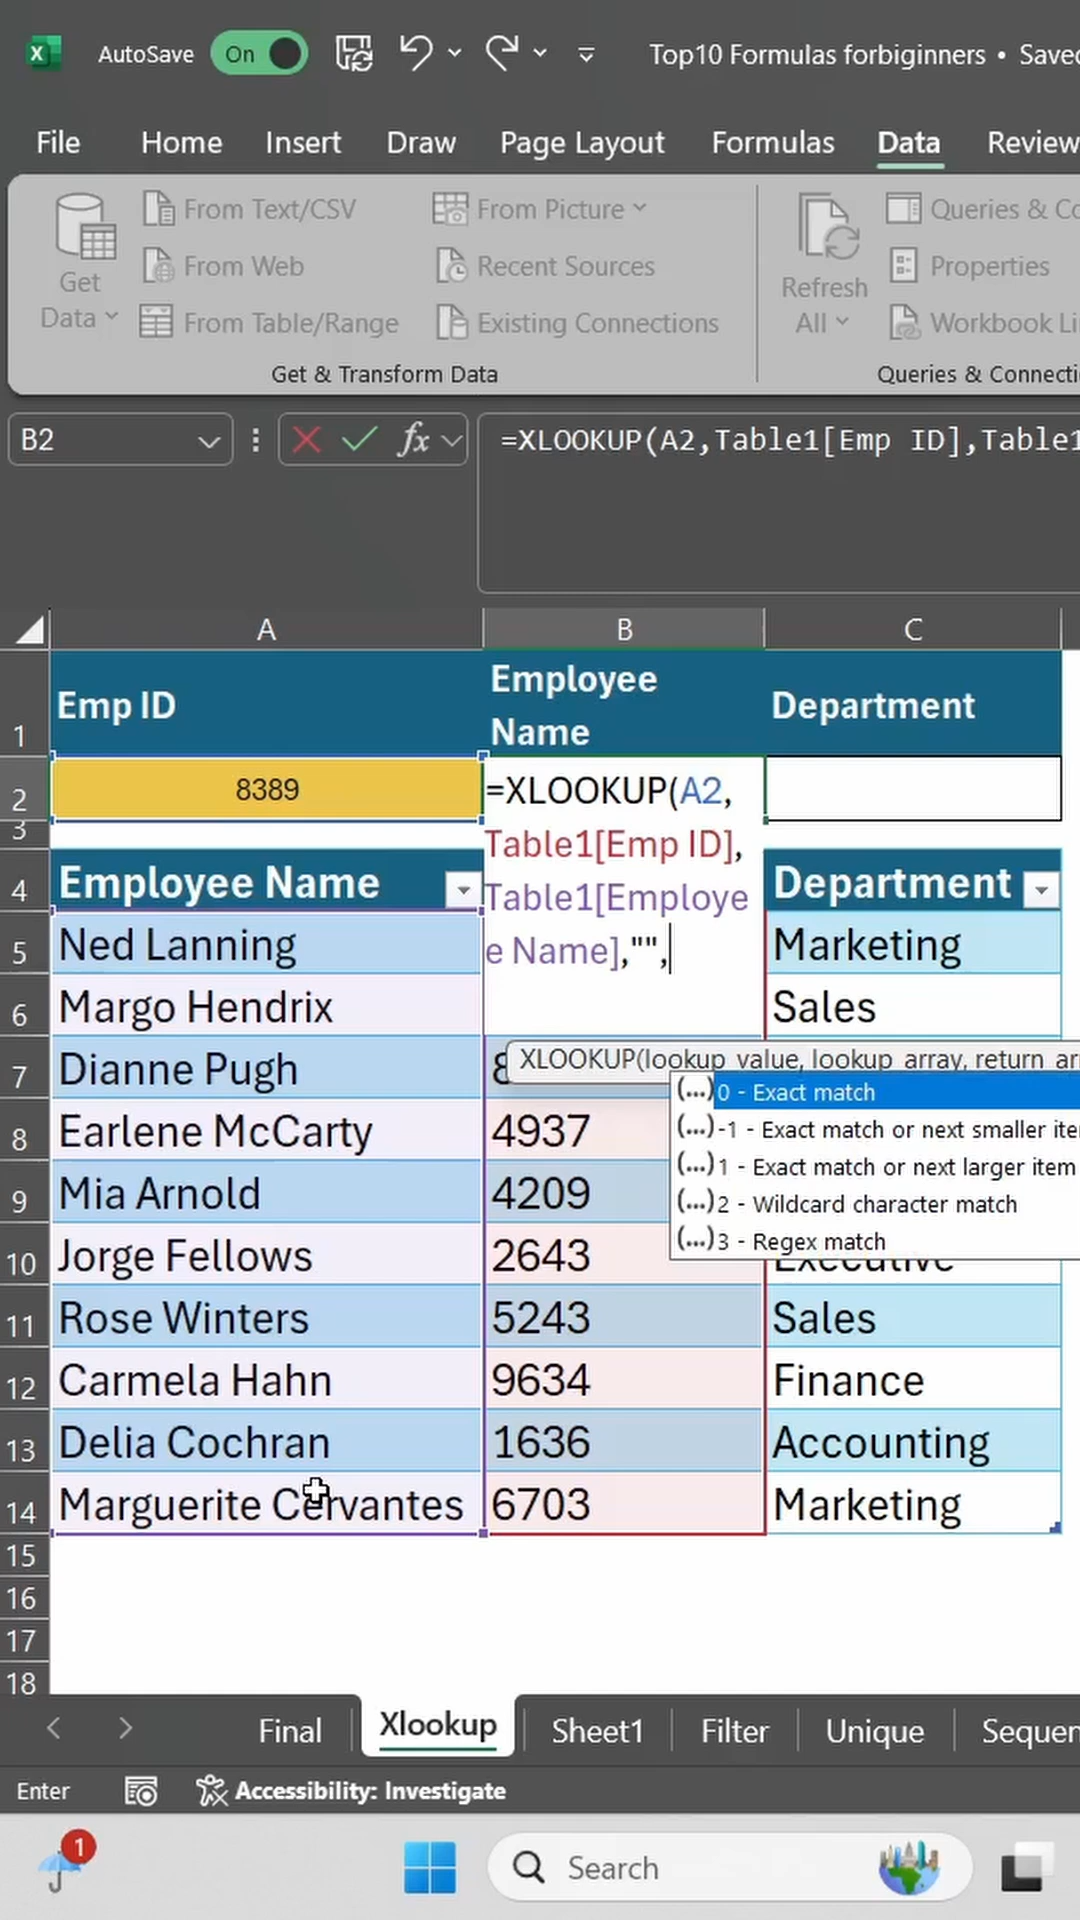 AutoSave On Top10 Formulas forbiginners • Saved
File Home Insert Draw Page Layout Formulas Data Review
From Text/CSV From Picture Queries & Co
Get Data From Web Recent Sources Refresh All Properties
From Table/Range Existing Connections Workbook Li
Get & Transform Data Queries & Connecti
B2 fx =XLOOKUP(A2,Table1[Emp ID],Table1
A B C
1 Emp ID Employee Name Department
2 8389 =XLOOKUP(A2,
3 Table1[Emp ID],
4 Employee Name Table1[Employe Department
5 Ned Lanning e Name],"", Marketing
6 Margo Hendrix Sales
7 Dianne Pugh 8 XLOOKUP(lookup_value, lookup_array, return_arr
(...) 0 - Exact match
8 Earlene McCarty 4937 (...) -1 - Exact match or next smaller ite
(...) 1 - Exact match or next larger item
9 Mia Arnold 4209 (...) 2 - Wildcard character match
10 Jorge Fellows 2643 (...) 3 - Regex match
Executive
11 Rose Winters 5243 Sales
12 Carmela Hahn 9634 Finance
13 Delia Cochran 1636 Accounting
14 Marguerite Cervantes 6703 Marketing
15
16
17
18
Final Xlookup Sheet1 Filter Unique Sequen
Enter Accessibility: Investigate
1 Search